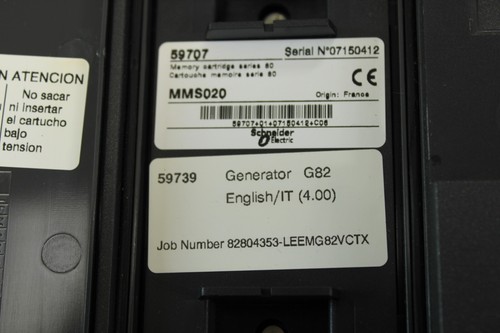 N ATENCION
No sacar
ni insertar
el cartucho
bajo
tension
59707 Serial N°07150412
Memory cartridge series 80
Cartouche memoire serie 80
MMS020 Origin: France
CE
59707+01+07150412+C06
Schneider
Electric
59739 Generator G82
English/IT (4.00)
Job Number 82804353-LEEMG82VCTX